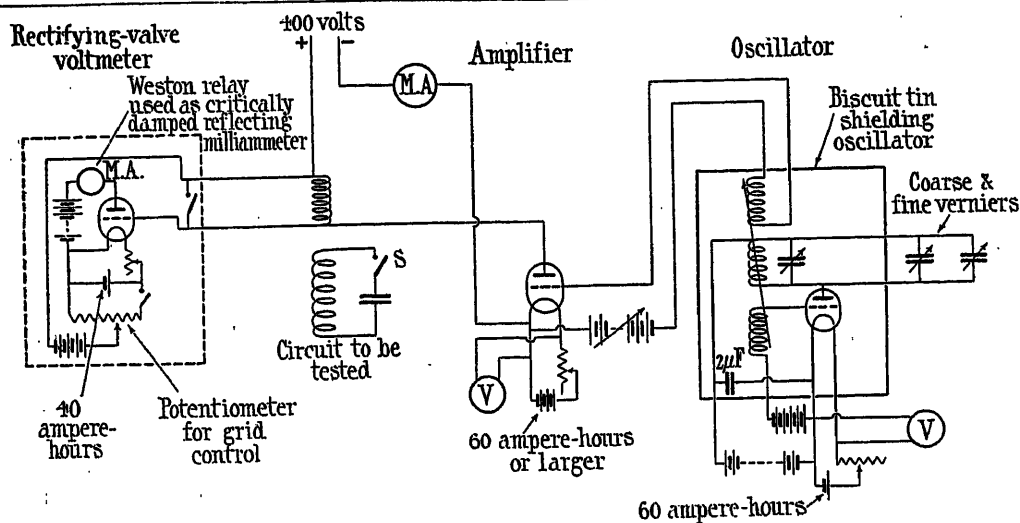 400 volts
+ −
Rectifying-valve
voltmeter
Amplifier
Oscillator
Weston relay
used as critically
damped reflecting
milliammeter
M.A.
M.A.
Biscuit tin
shielding
oscillator
Coarse &
fine verniers
S
Circuit to be
tested
2μF
V
V
40
ampere-
hours
Potentiometer
for grid
control
60 ampere-hours
or larger
60 ampere-hours